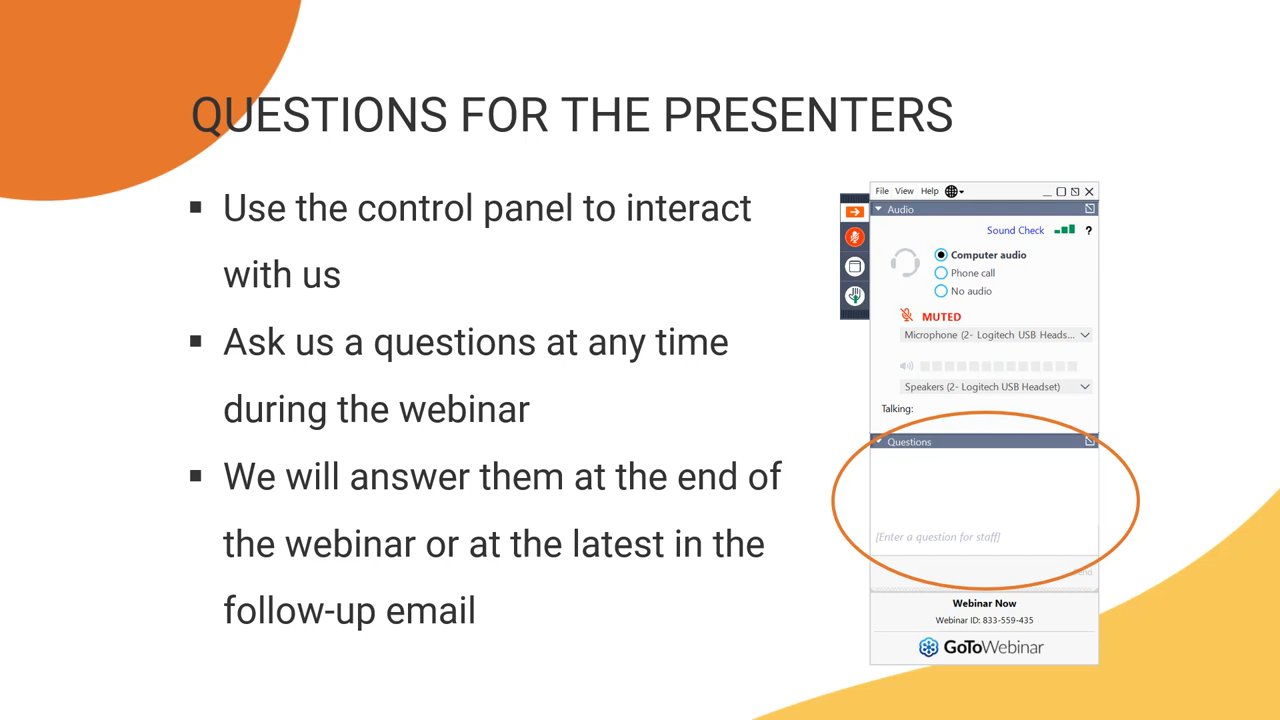 QUESTIONS FOR THE PRESENTERS
▪ Use the control panel to interact
with us
▪ Ask us a questions at any time
during the webinar
▪ We will answer them at the end of
the webinar or at the latest in the
follow-up email
File View Help
Audio
Sound Check ?
Computer audio
Phone call
No audio
MUTED
Microphone (2- Logitech USB Heads...
Speakers (2- Logitech USB Headset)
Talking:
Questions
[Enter a question for staff]
Send
Webinar Now
Webinar ID: 833-559-435
GoToWebinar